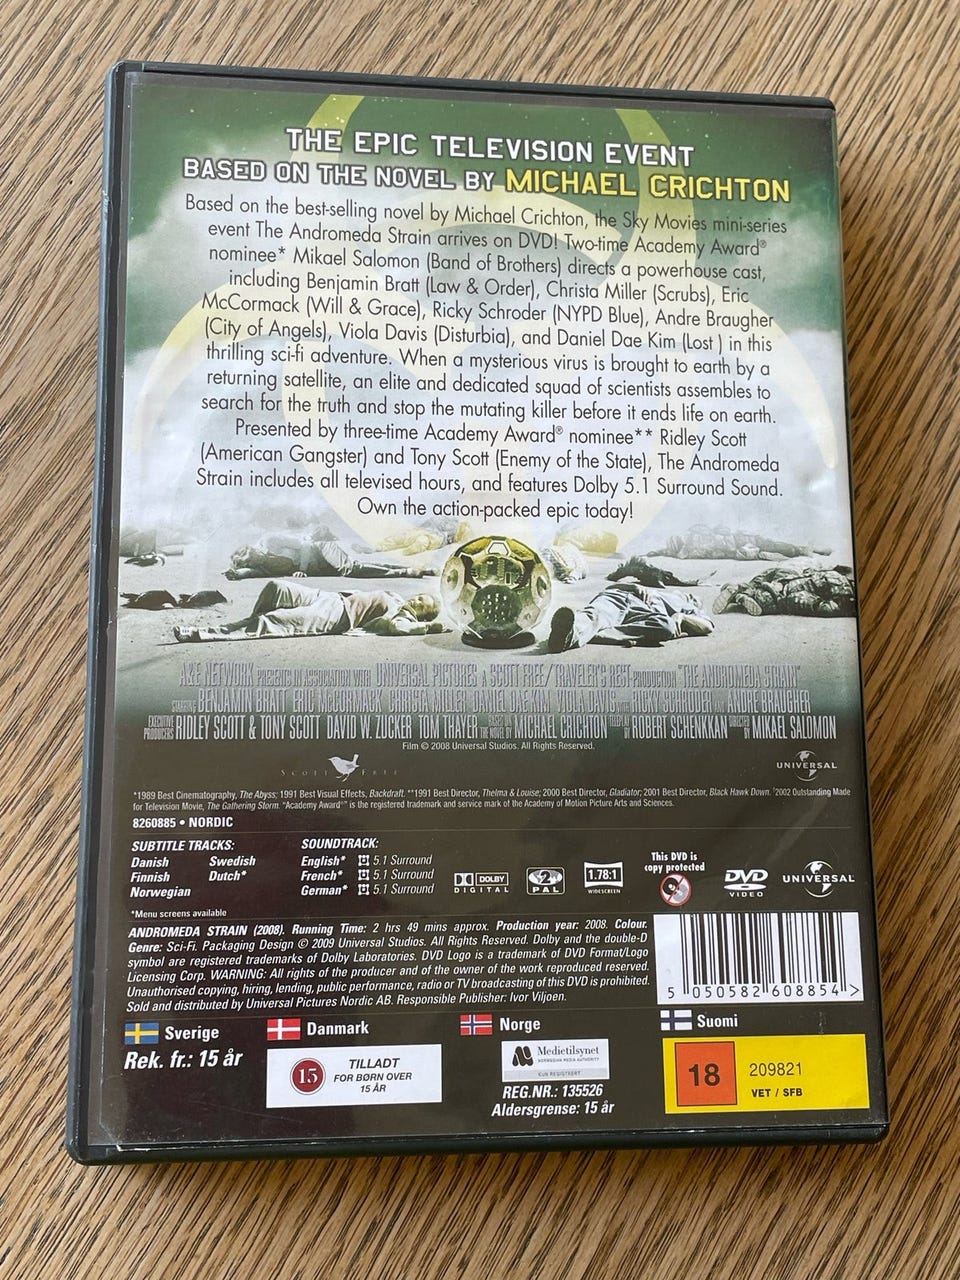 THE EPIC TELEVISION EVENT
BASED ON THE NOVEL BY MICHAEL CRICHTON
Based on the best-selling novel by Michael Crichton, the Sky Movies mini-series
event The Andromeda Strain arrives on DVD! Two-time Academy Award®
nominee* Mikael Salomon (Band of Brothers) directs a powerhouse cast,
including Benjamin Bratt (Law & Order), Christa Miller (Scrubs), Eric
McCormack (Will & Grace), Ricky Schroder (NYPD Blue), Andre Braugher
(City of Angels), Viola Davis (Disturbia), and Daniel Dae Kim (Lost ) in this
thrilling sci-fi adventure. When a mysterious virus is brought to earth by a
returning satellite, an elite and dedicated squad of scientists assembles to
search for the truth and stop the mutating killer before it ends life on earth.
Presented by three-time Academy Award® nominee** Ridley Scott
(American Gangster) and Tony Scott (Enemy of the State), The Andromeda
Strain includes all televised hours, and features Dolby 5.1 Surround Sound.
Own the action-packed epic today!
A&E NETWORK PRESENTS IN ASSOCIATION WITH UNIVERSAL PICTURES A SCOTT FREE/TRAVELER'S REST PRODUCTION "THE ANDROMEDA STRAIN"
STARRING BENJAMIN BRATT ERIC McCORMACK CHRISTA MILLER DANIEL DAE KIM VIOLA DAVIS WITH RICKY SCHRODER AND ANDRE BRAUGHER
EXECUTIVE PRODUCERS RIDLEY SCOTT & TONY SCOTT DAVID W. ZUCKER TOM THAYER BASED ON THE NOVEL BY MICHAEL CRICHTON TELEPLAY BY ROBERT SCHENKKAN DIRECTED BY MIKAEL SALOMON
Film © 2008 Universal Studios. All Rights Reserved.
SCOTT FREE
UNIVERSAL
*1989 Best Cinematography, The Abyss; 1991 Best Visual Effects, Backdraft. **1991 Best Director, Thelma & Louise; 2000 Best Director, Gladiator; 2001 Best Director, Black Hawk Down. †2002 Outstanding Made
for Television Movie, The Gathering Storm. "Academy Award®" is the registered trademark and service mark of the Academy of Motion Picture Arts and Sciences.
8260885 • NORDIC
SUBTITLE TRACKS:
Danish Swedish
Finnish Dutch*
Norwegian
SOUNDTRACK:
English* 5.1 Surround
French* 5.1 Surround
German* 5.1 Surround
DOLBY
DIGITAL
2
PAL
1.78:1
WIDESCREEN
This DVD is
copy protected
DVD
VIDEO
UNIVERSAL
*Menu screens available
ANDROMEDA STRAIN (2008). Running Time: 2 hrs 49 mins approx. Production year: 2008. Colour.
Genre: Sci-Fi. Packaging Design © 2009 Universal Studios. All Rights Reserved. Dolby and the double-D
symbol are registered trademarks of Dolby Laboratories. DVD Logo is a trademark of DVD Format/Logo
Licensing Corp. WARNING: All rights of the producer and of the owner of the work reproduced reserved.
Unauthorised copying, hiring, lending, public performance, radio or TV broadcasting of this DVD is prohibited.
Sold and distributed by Universal Pictures Nordic AB. Responsible Publisher: Ivor Viljoen.
5 050582 608854 >
Sverige
Rek. fr.: 15 år
Danmark
15
TILLADT
FOR BØRN OVER
15 ÅR
Norge
Medietilsynet
NORWEGIAN MEDIA AUTHORITY
KUN REGISTRERT
REG.NR.: 135526
Aldersgrense: 15 år
Suomi
18
209821
VET / SFB